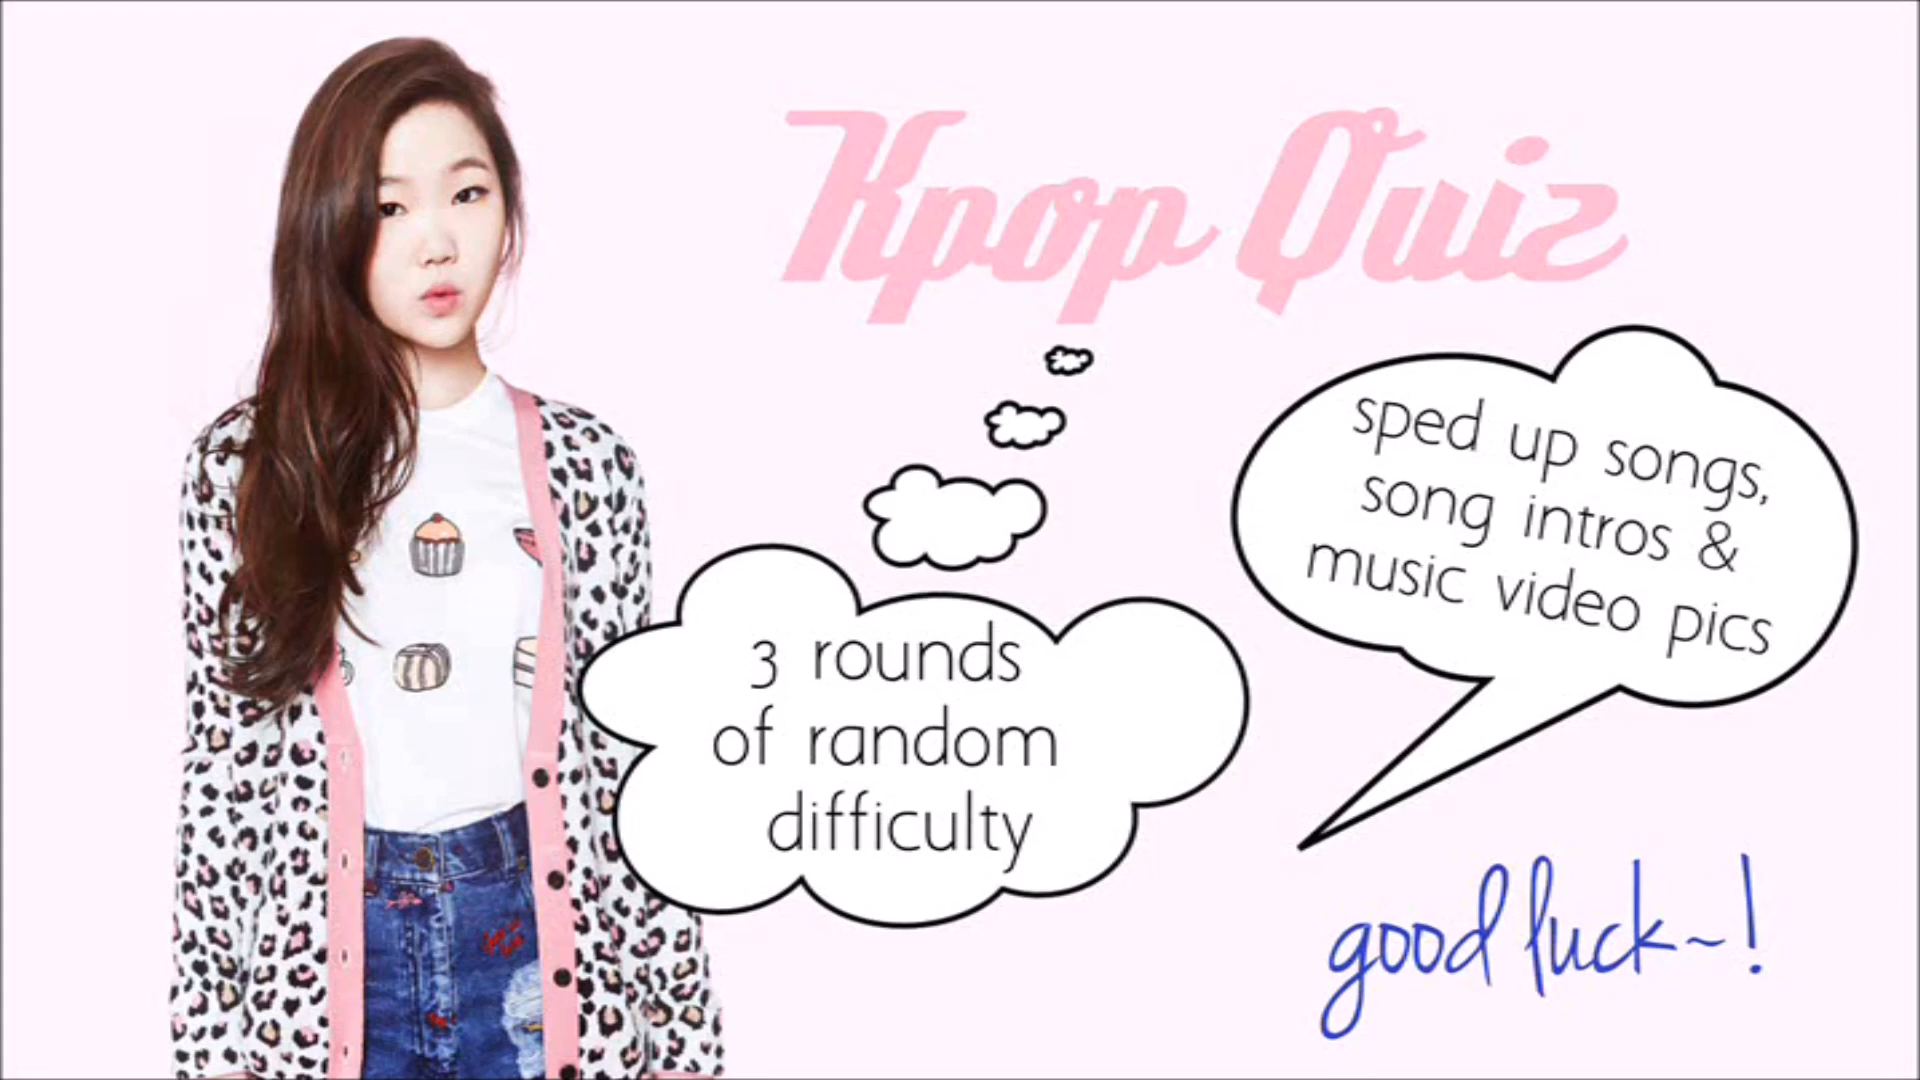 Kpop Quiz
3 rounds
of random
difficulty
sped up songs,
song intros &
music video pics
good luck~!